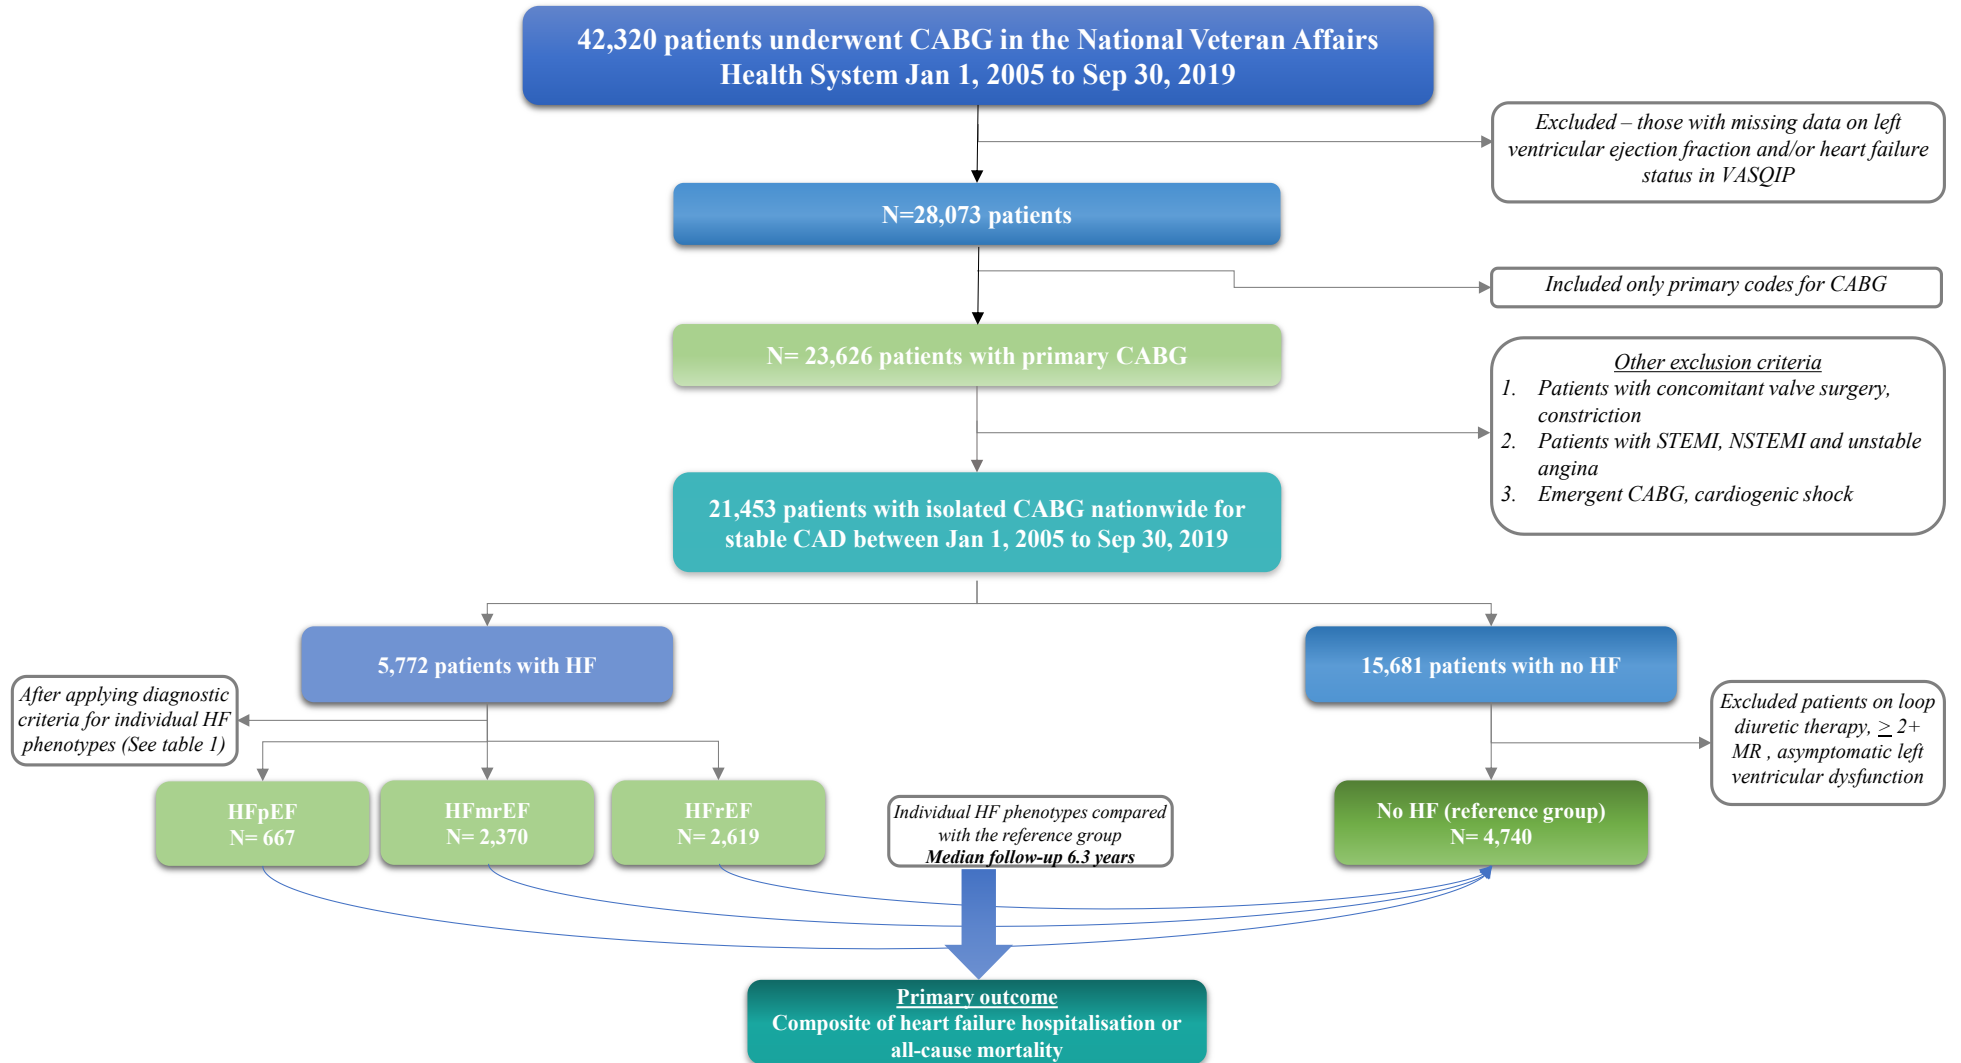 42,320 patients underwent CABG in the National Veteran Affairs
Health System Jan 1, 2005 to Sep 30, 2019
Excluded – those with missing data on left
ventricular ejection fraction and/or heart failure
status in VASQIP
N=28,073 patients
Included only primary codes for CABG
N= 23,626 patients with primary CABG
Other exclusion criteria
1. Patients with concomitant valve surgery,
constriction
2. Patients with STEMI, NSTEMI and unstable
angina
3. Emergent CABG, cardiogenic shock
21,453 patients with isolated CABG nationwide for
stable CAD between Jan 1, 2005 to Sep 30, 2019
5,772 patients with HF
15,681 patients with no HF
After applying diagnostic
criteria for individual HF
phenotypes (See table 1)
Excluded patients on loop
diuretic therapy, ≥ 2+
MR , asymptomatic left
ventricular dysfunction
HFpEF
N= 667
HFmrEF
N= 2,370
HFrEF
N= 2,619
Individual HF phenotypes compared
with the reference group
Median follow-up 6.3 years
No HF (reference group)
N= 4,740
Primary outcome
Composite of heart failure hospitalisation or
all-cause mortality